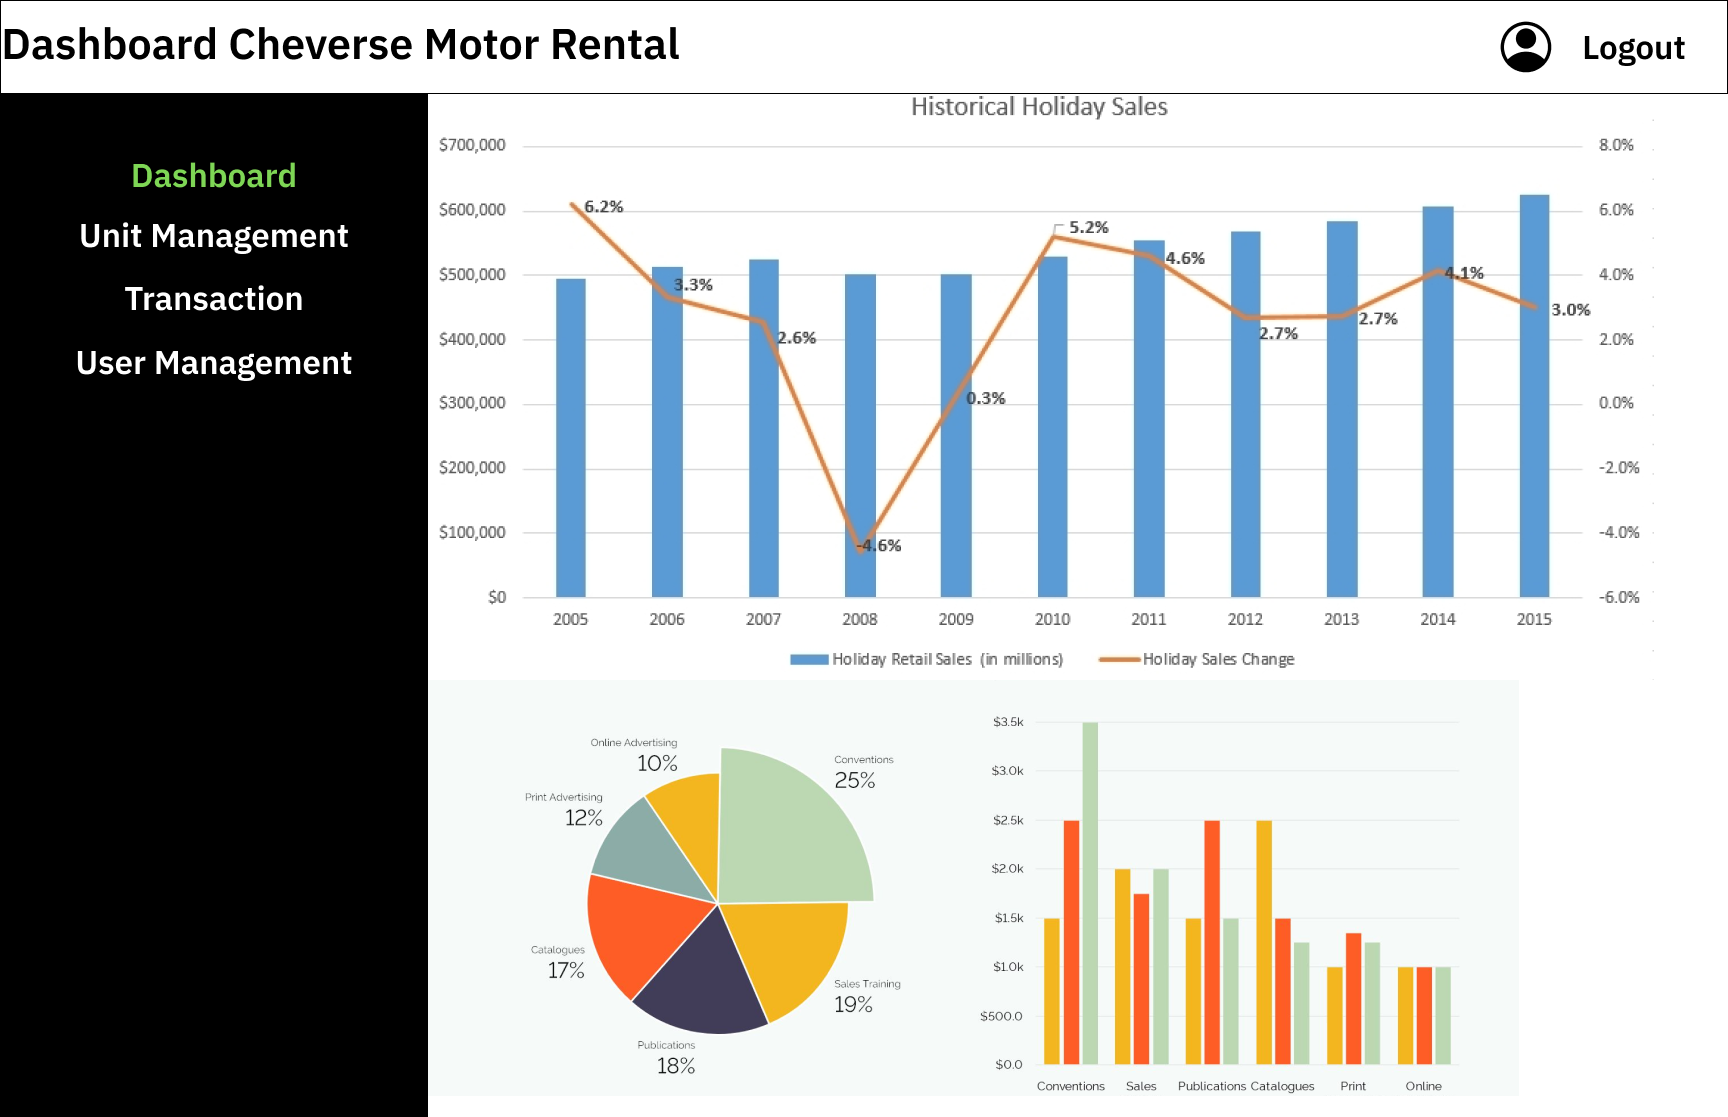 Dashboard Cheverse Motor Rental
Logout
Dashboard
Unit Management
Transaction
User Management
Historical Holiday Sales
$700,000
$600,000
$500,000
$400,000
$300,000
$200,000
$100,000
$0
8.0%
6.0%
4.0%
2.0%
0.0%
-2.0%
-4.0%
-6.0%
6.2%
3.3%
2.6%
-4.6%
0.3%
5.2%
4.6%
2.7%
2.7%
4.1%
3.0%
2005 2006 2007 2008 2009 2010 2011 2012 2013 2014 2015
Holiday Retail Sales (in millions) Holiday Sales Change
Online Advertising
10%
Conventions
25%
Print Advertising
12%
Catalogues
17%
Sales Training
19%
Publications
18%
$3.5k
$3.0k
$2.5k
$2.0k
$1.5k
$1.0k
$500.0
$0.0
Conventions Sales Publications Catalogues Print Online